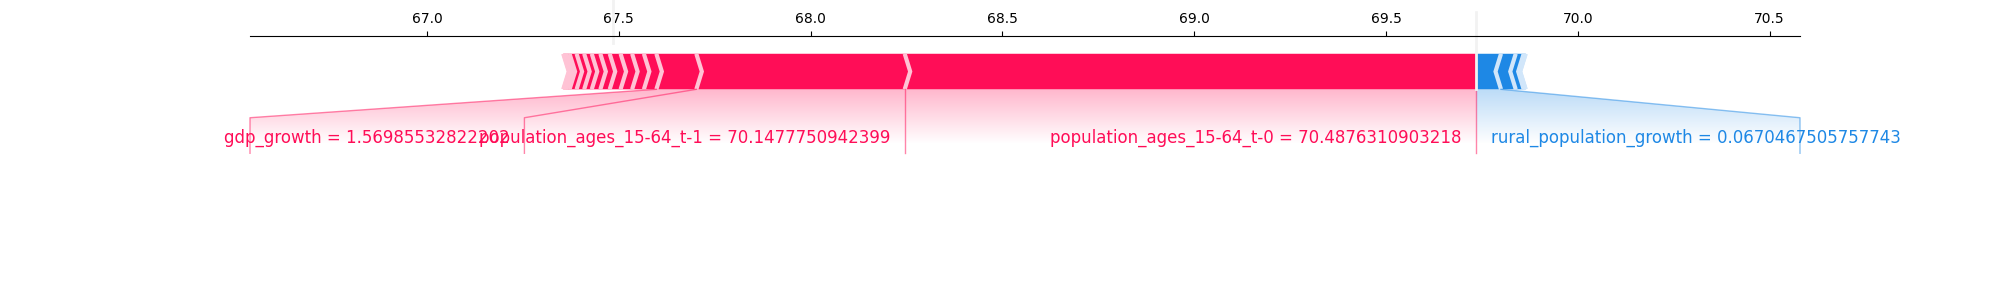 67.0 67.5 68.0 68.5 69.0 69.5 70.0 70.5
gdp_growth = 1.56985532822202 population_ages_15-64_t-1 = 70.1477750942399 population_ages_15-64_t-0 = 70.4876310903218 rural_population_growth = 0.0670467505757743